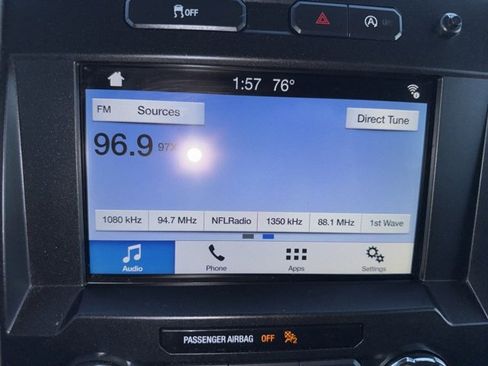 OFF
1:57 76°
FM Sources
Direct Tune
96.9 97X
1080 kHz 94.7 MHz NFLRadio 1350 kHz 88.1 MHz 1st Wave
Audio Phone Apps Settings
PASSENGER AIRBAG OFF